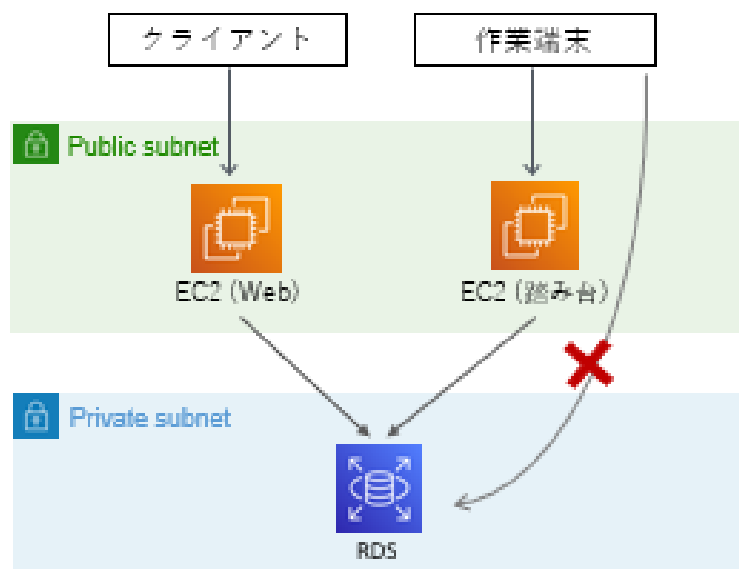 クライアント
作業端末
Public subnet
EC2 (Web)
EC2 (踏み台)
Private subnet
RDS